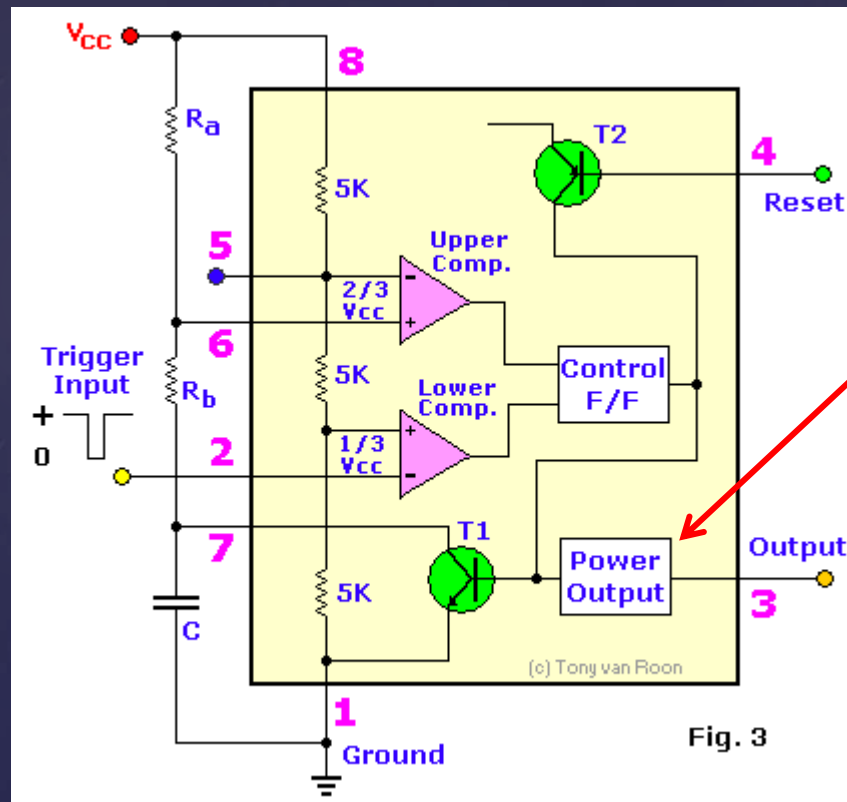 Vcc
8
Ra
T2
4
5K
Reset
5
Upper
Comp.
2/3
Vcc
-
+
6
Trigger
Input
Rb
5K
Lower
Comp.
Control
F/F
+
0
+
1/3
Vcc
-
2
7
T1
Output
Power
Output
3
5K
C
(c) Tony van Roon
1
Ground
Fig. 3